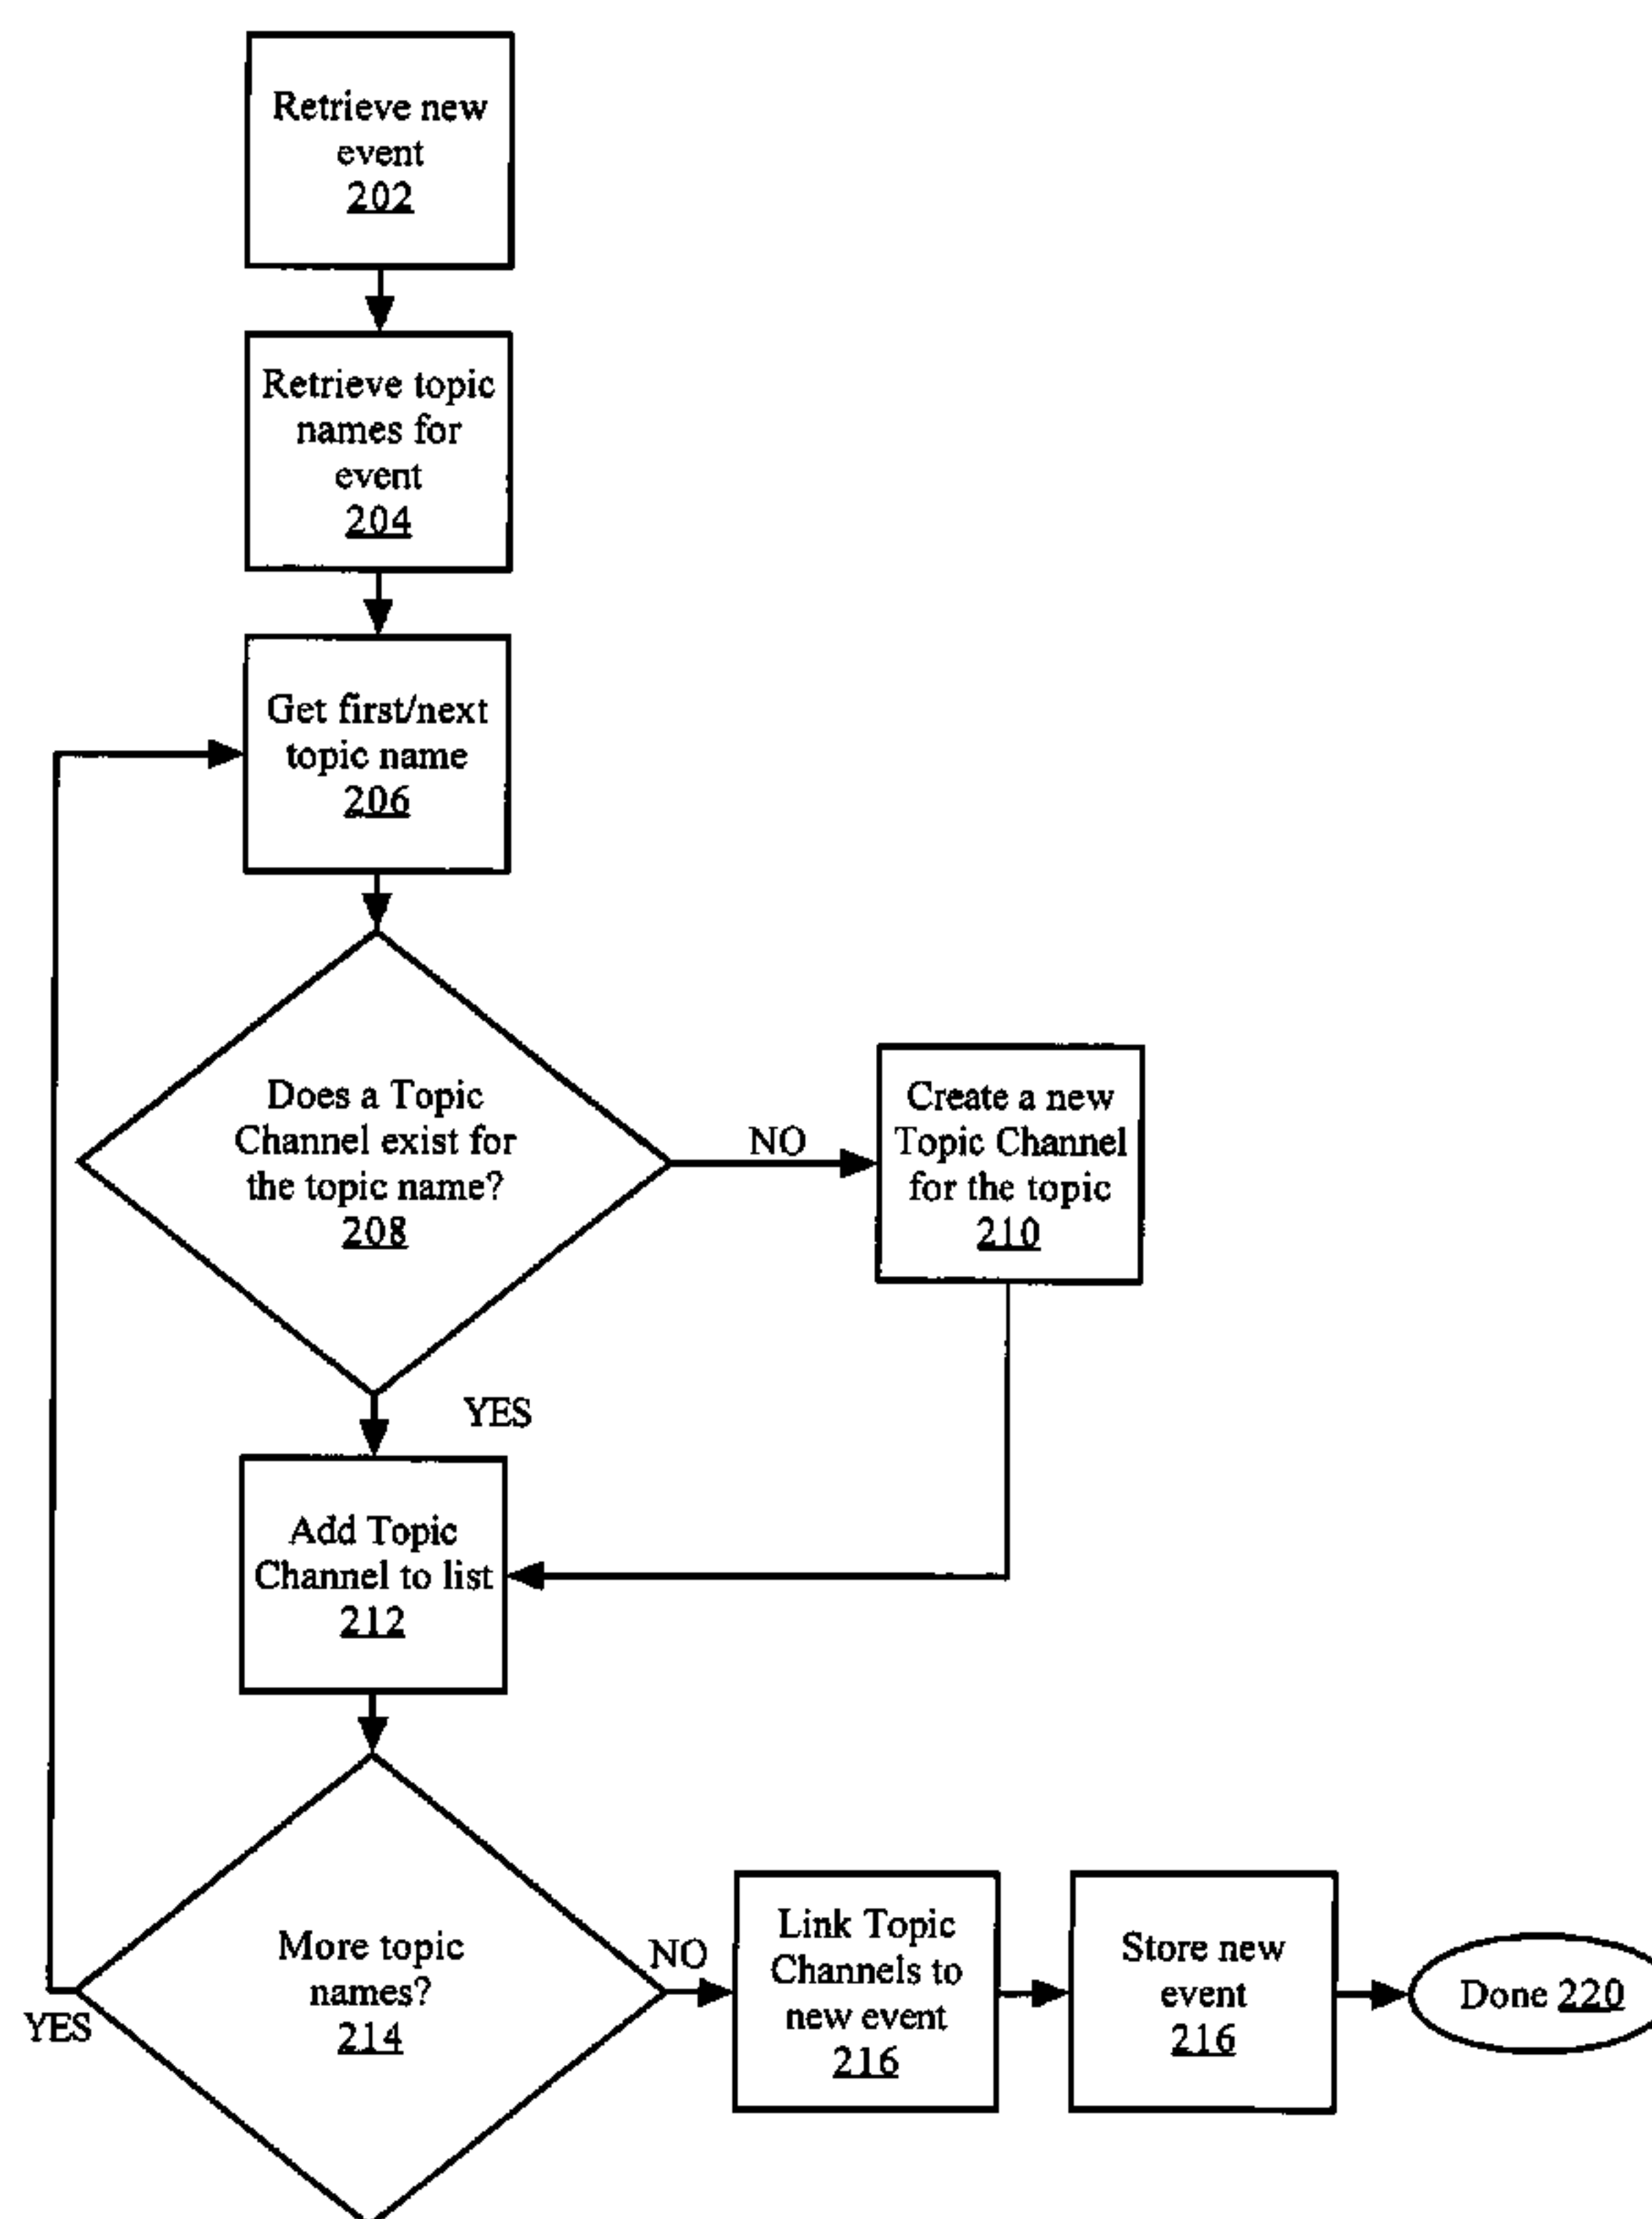 Retrieve new
event
202
Retrieve topic
names for
event
204
Get first/next
topic name
206
Does a Topic
Channel exist for
the topic name?
208
NO
Create a new
Topic Channel
for the topic
210
YES
Add Topic
Channel to list
212
More topic
names?
214
YES
NO
Link Topic
Channels to
new event
216
Store new
event
216
Done 220